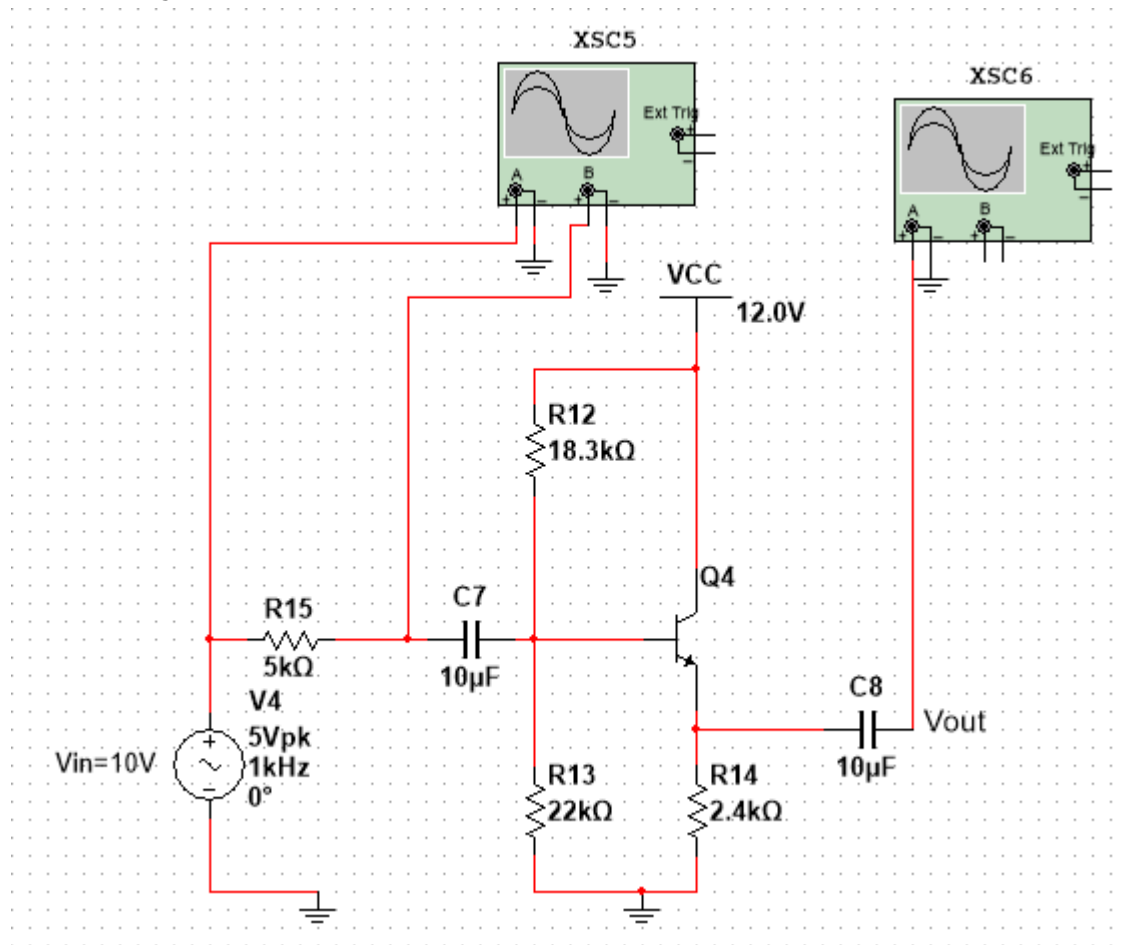 XSC5
XSC6
Ext Trig
+
−
A
B
+
−
+
−
Ext Trig
+
−
A
B
+
−
+
−
VCC
12.0V
R12
18.3kΩ
Q4
C7
10µF
R15
5kΩ
V4
5Vpk
1kHz
0°
Vin=10V
+
−
C8
10µF
Vout
R13
22kΩ
R14
2.4kΩ